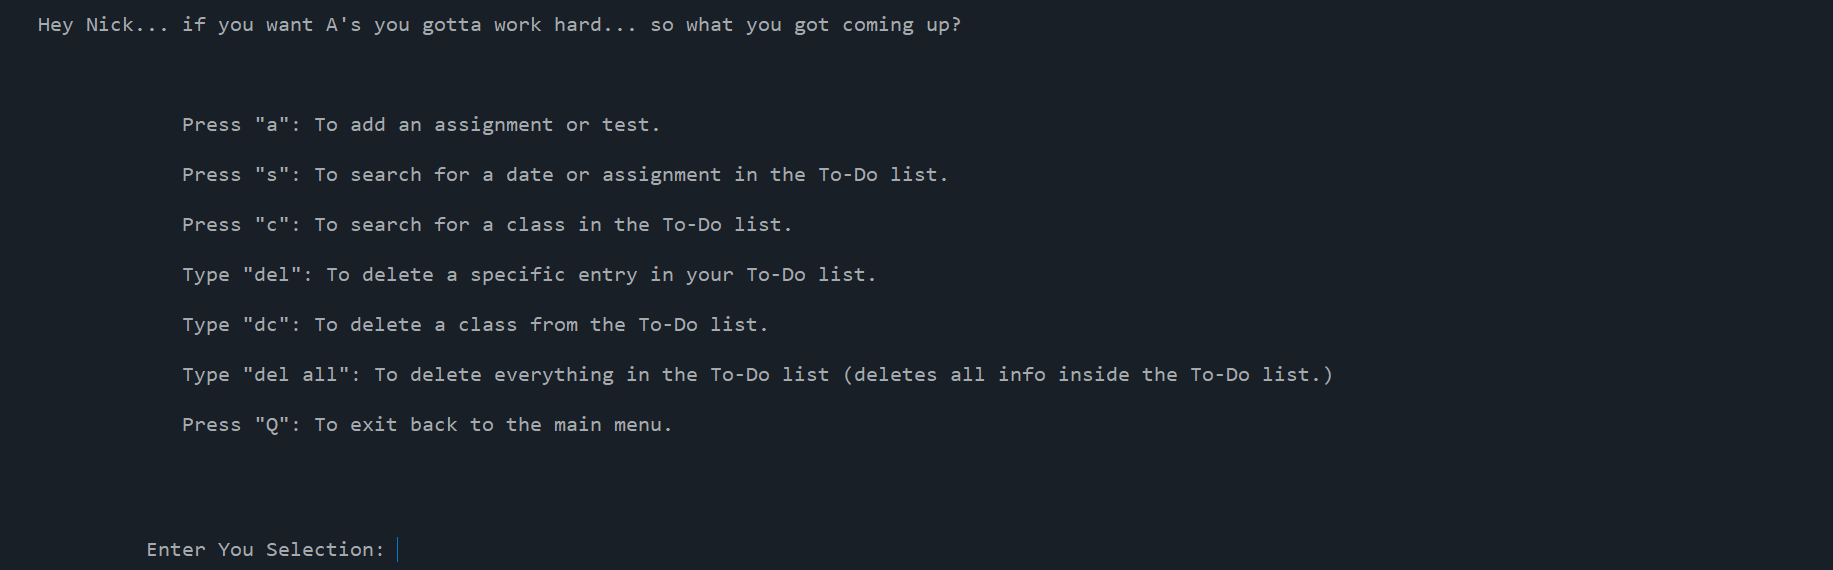 Hey Nick... if you want A's you gotta work hard... so what you got coming up?
Press "a": To add an assignment or test.
Press "s": To search for a date or assignment in the To-Do list.
Press "c": To search for a class in the To-Do list.
Type "del": To delete a specific entry in your To-Do list.
Type "dc": To delete a class from the To-Do list.
Type "del all": To delete everything in the To-Do list (deletes all info inside the To-Do list.)
Press "Q": To exit back to the main menu.
Enter You Selection: